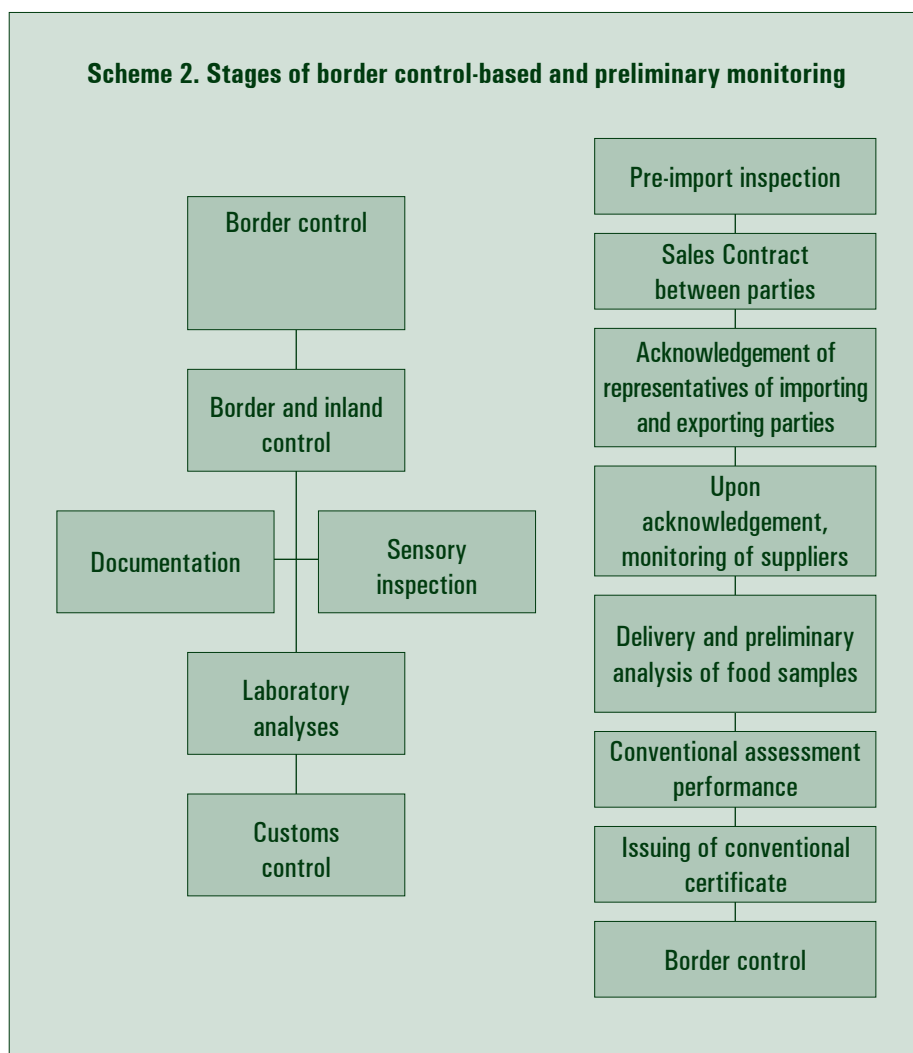 Scheme 2. Stages of border control-based and preliminary monitoring
Border control
Border and inland
control
Documentation
Sensory
inspection
Laboratory
analyses
Customs
control
Pre-import inspection
Sales Contract
between parties
Acknowledgement of
representatives of importing
and exporting parties
Upon
acknowledgement,
monitoring of suppliers
Delivery and preliminary
analysis of food samples
Conventional assessment
performance
Issuing of conventional
certificate
Border control